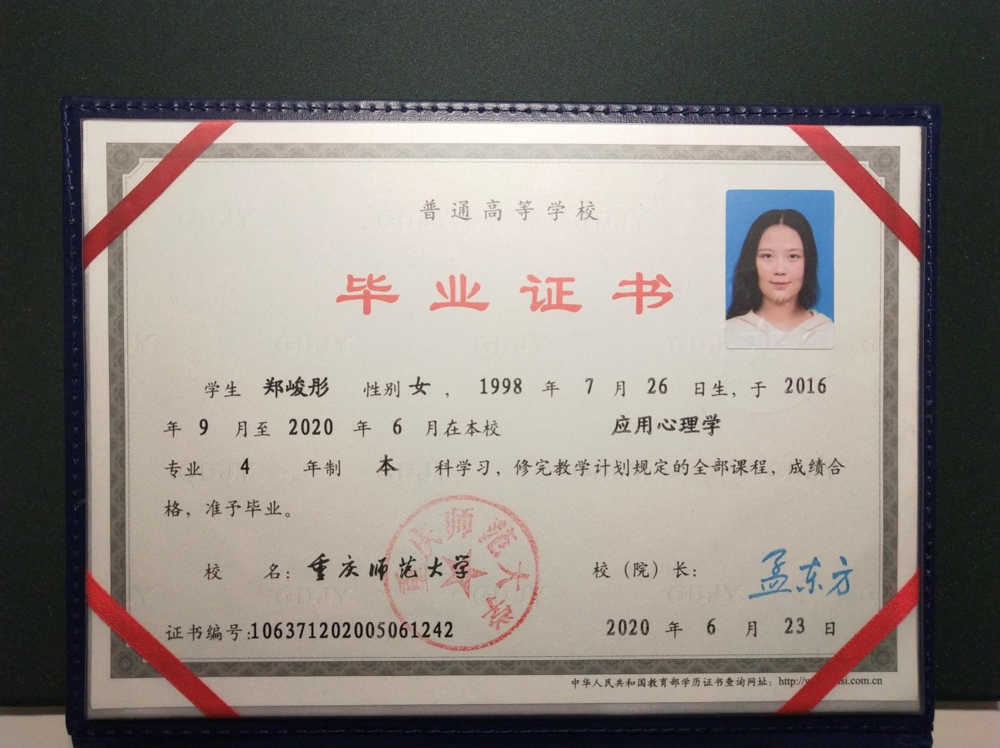 普通高等学校
毕业证书
学生 郑峻彤 性别 女 ， 1998 年 7 月 26 日生，于 2016
年 9 月至 2020 年 6 月在本校 应用心理学
专业 4 年制 本 科学习，修完教学计划规定的全部课程，成绩合
格，准予毕业。
校 名：重庆师范大学 校（院）长：孟东方
重庆师范大学
证书编号:106371202005061242 2020 年 6 月 23 日
中华人民共和国教育部学历证书查询网址：http://